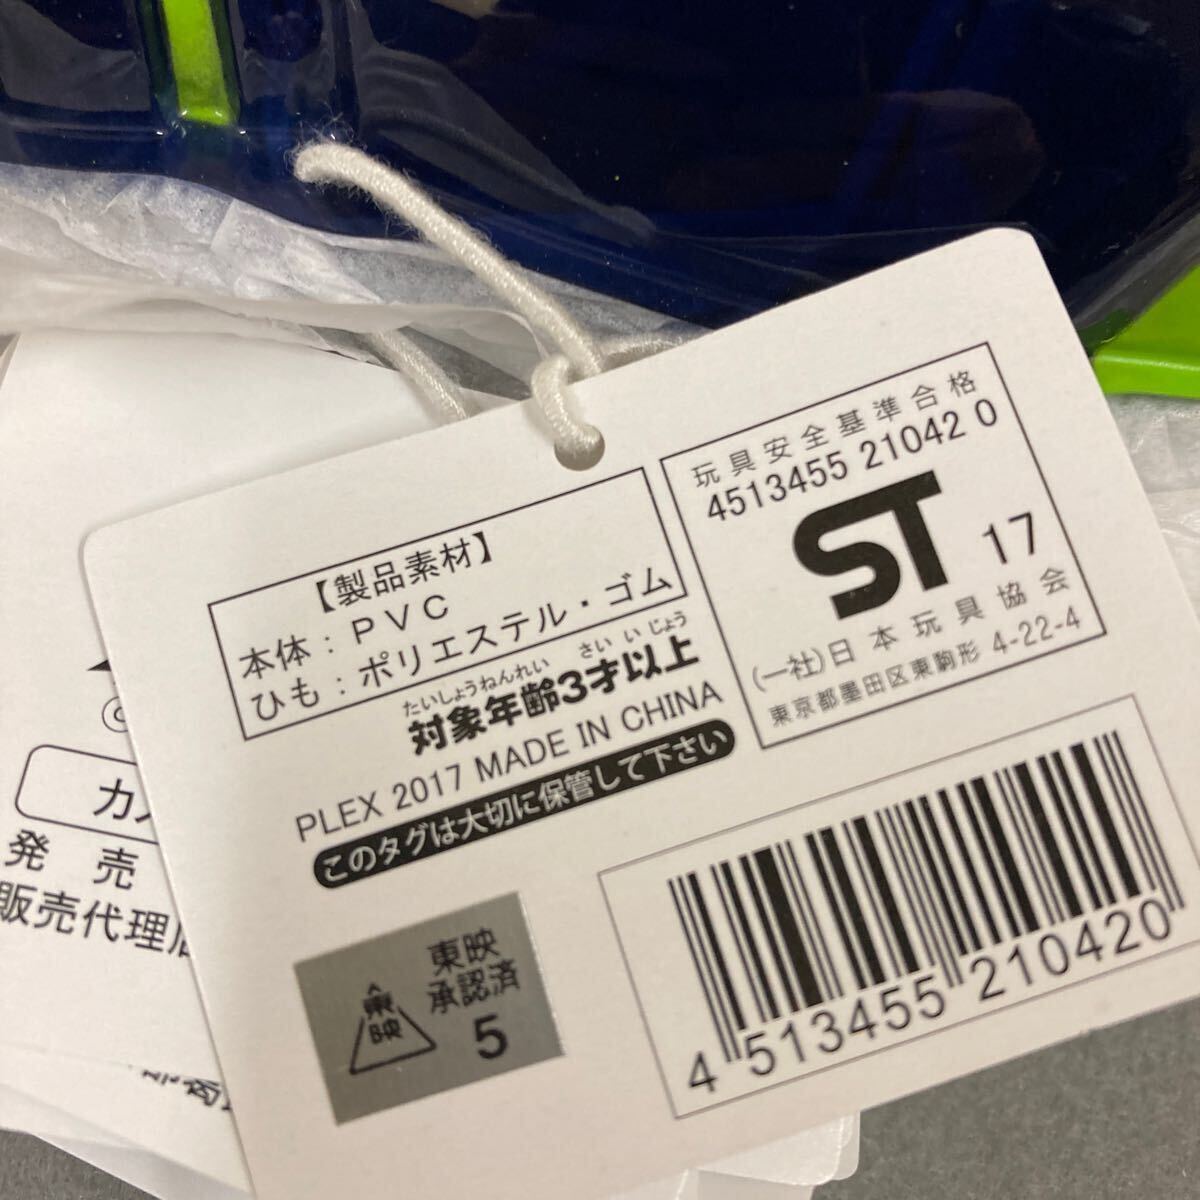 【製品素材】
本体：PVC
ひも：ポリエステル・ゴム
たいしょうねんれい さい いじょう
対象年齢3才以上
PLEX 2017 MADE IN CHINA
このタグは大切に保管して下さい
玩具安全基準合格
4513455 21042 0
ST 17
(一社)日本玩具協会
東京都墨田区東駒形 4-22-4
東映
承認済
5
東映
4 513455 210420
カス
発 売
販売代理店